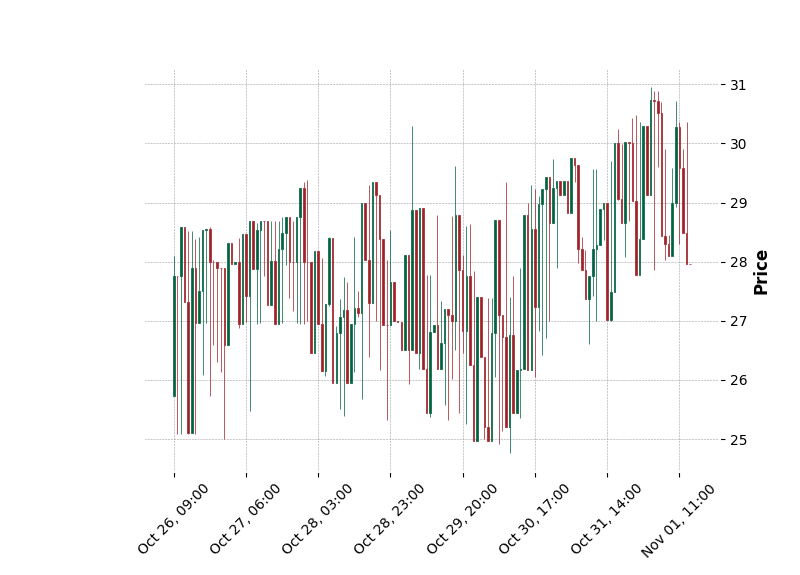 31
30
29
28
27
26
25
Price
Oct 26, 09:00
Oct 27, 06:00
Oct 28, 03:00
Oct 28, 23:00
Oct 29, 20:00
Oct 30, 17:00
Oct 31, 14:00
Nov 01, 11:00